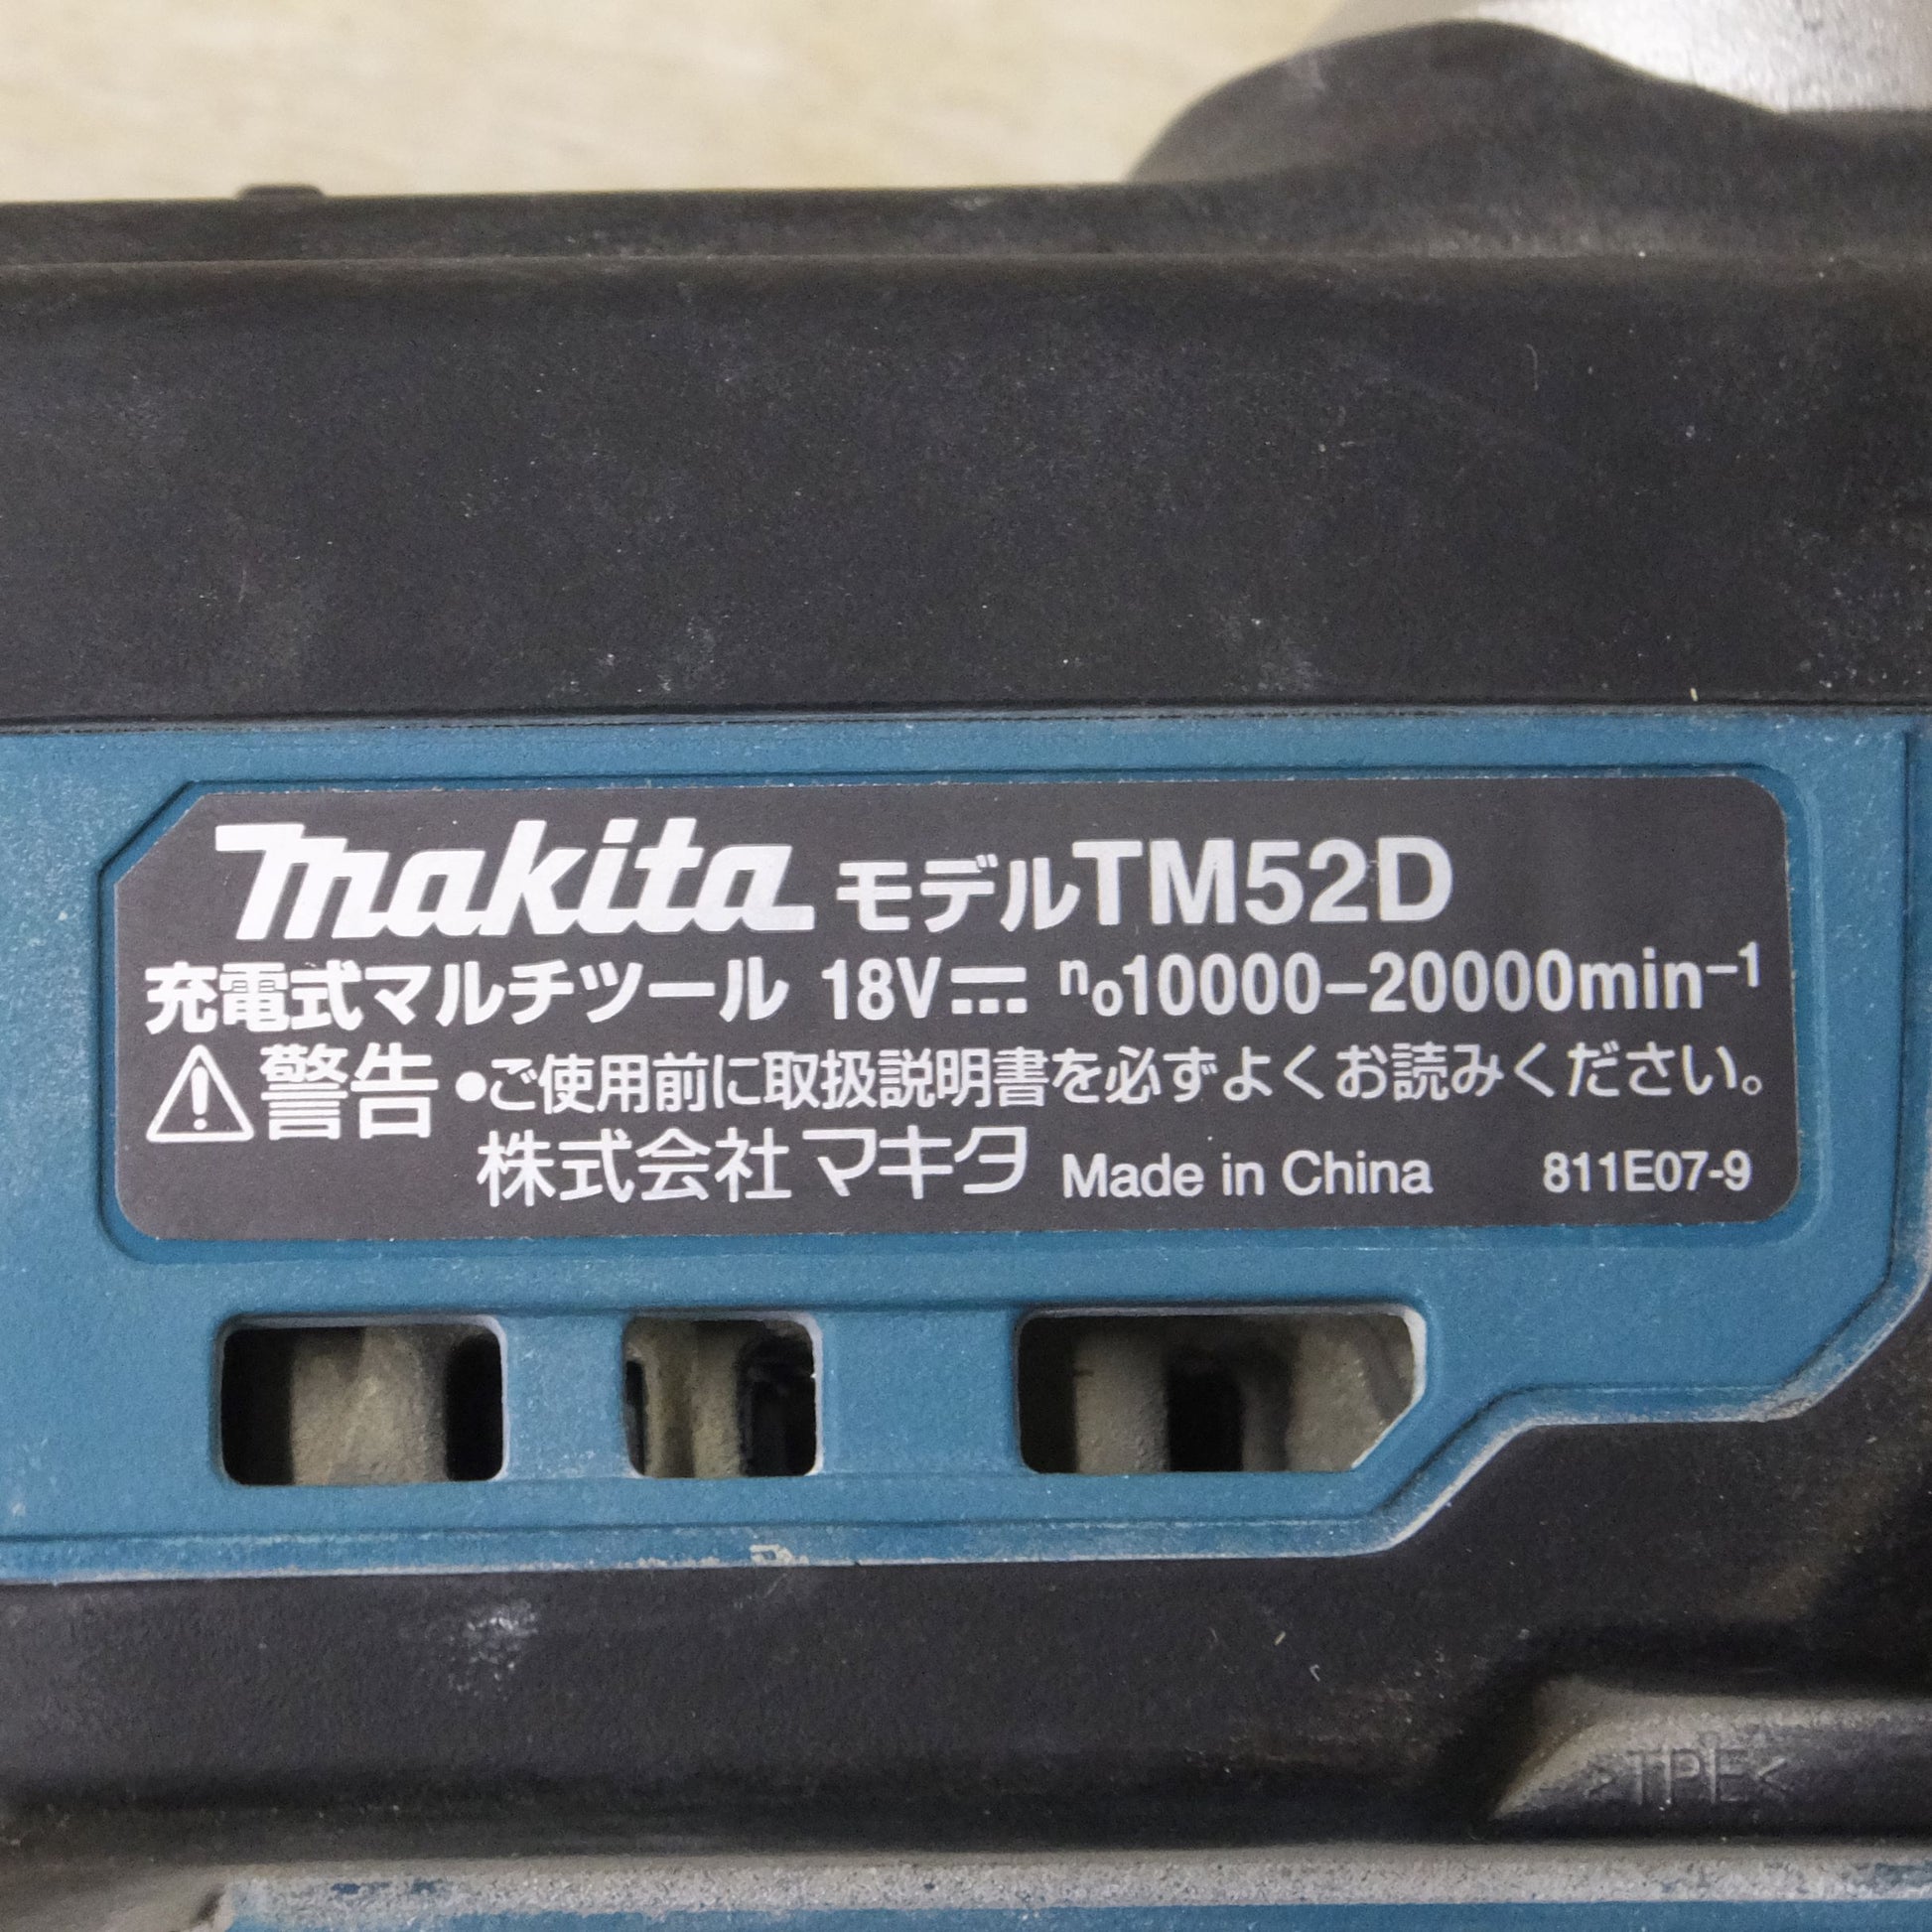 makita モデルTM52D
充電式マルチツール 18V⎓ n₀10000−20000min⁻¹
⚠警告 •ご使用前に取扱説明書を必ずよくお読みください。
株式会社マキタ Made in China 811E07-9
>TPE<